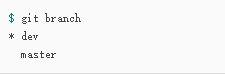 $ git branch
* dev
  master